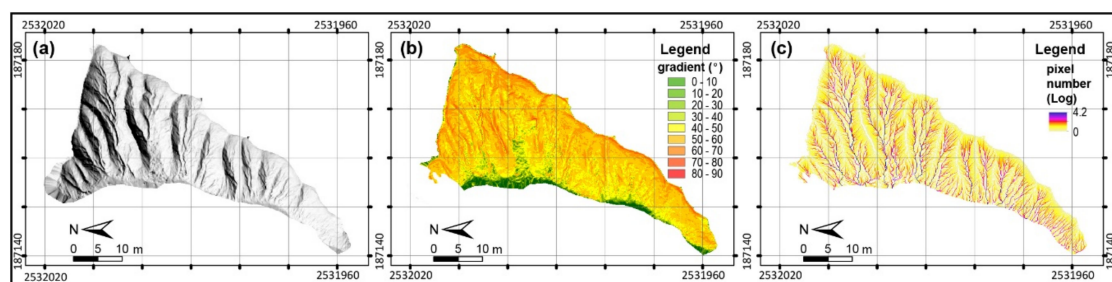 2532020
2531960
2532020
2531960
2532020
2531960
(a)
187180
187140
N
0 5 10 m
2532020
2531960
(b)
Legend
gradient (°)
0 - 10
10 - 20
20 - 30
30 - 40
40 - 50
50 - 60
60 - 70
70 - 80
80 - 90
187180
187140
N
0 5 10 m
2532020
2531960
(c)
Legend
pixel
number
(Log)
4.2
0
187180
187140
N
0 5 10 m
2532020
2531960
187180
187140